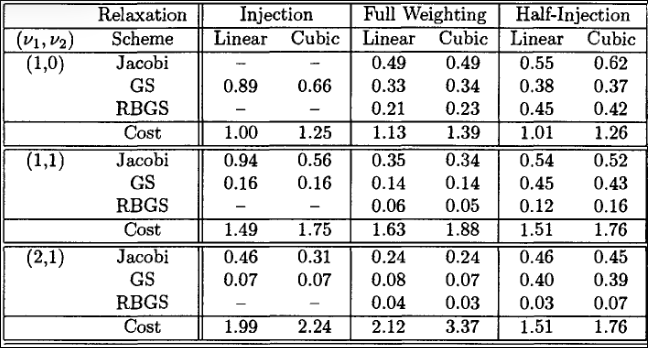 Relaxation Injection Full Weighting Half-Injection
(ν₁, ν₂) Scheme Linear Cubic Linear Cubic Linear Cubic
(1,0) Jacobi – – 0.49 0.49 0.55 0.62
GS 0.89 0.66 0.33 0.34 0.38 0.37
RBGS – – 0.21 0.23 0.45 0.42
Cost 1.00 1.25 1.13 1.39 1.01 1.26
(1,1) Jacobi 0.94 0.56 0.35 0.34 0.54 0.52
GS 0.16 0.16 0.14 0.14 0.45 0.43
RBGS – – 0.06 0.05 0.12 0.16
Cost 1.49 1.75 1.63 1.88 1.51 1.76
(2,1) Jacobi 0.46 0.31 0.24 0.24 0.46 0.45
GS 0.07 0.07 0.08 0.07 0.40 0.39
RBGS – – 0.04 0.03 0.03 0.07
Cost 1.99 2.24 2.12 3.37 1.51 1.76